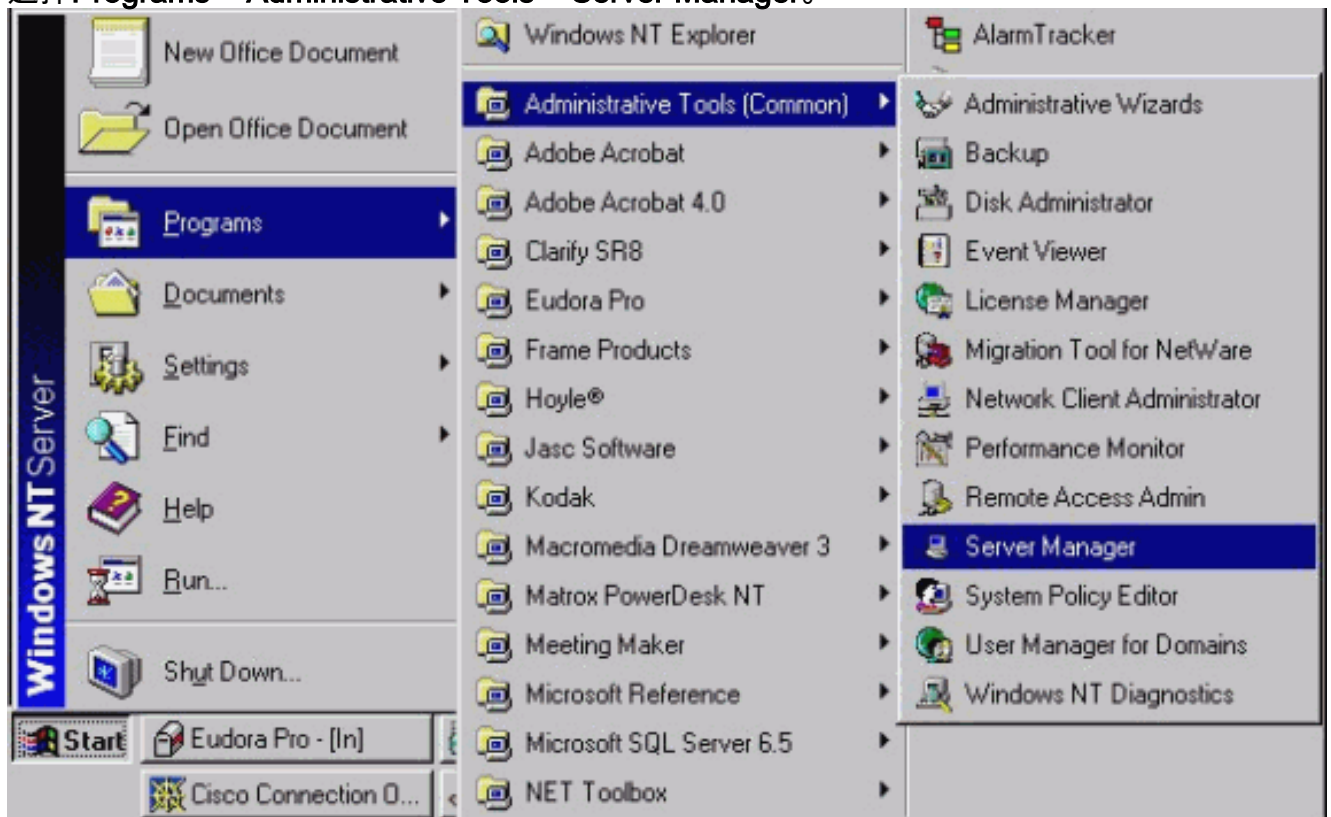 Programs Administrative Tools Server Manager。
Windows NT Server
New Office Document
Open Office Document
Programs
Documents
Settings
Find
Help
Run...
Shut Down...
Start
Eudora Pro - [In]
Cisco Connection O...
Windows NT Explorer
Administrative Tools (Common)
Adobe Acrobat
Adobe Acrobat 4.0
Clarify SR8
Eudora Pro
Frame Products
Hoyle®
Jasc Software
Kodak
Macromedia Dreamweaver 3
Matrox PowerDesk NT
Meeting Maker
Microsoft Reference
Microsoft SQL Server 6.5
NET Toolbox
AlarmTracker
Administrative Wizards
Backup
Disk Administrator
Event Viewer
License Manager
Migration Tool for NetWare
Network Client Administrator
Performance Monitor
Remote Access Admin
Server Manager
System Policy Editor
User Manager for Domains
Windows NT Diagnostics